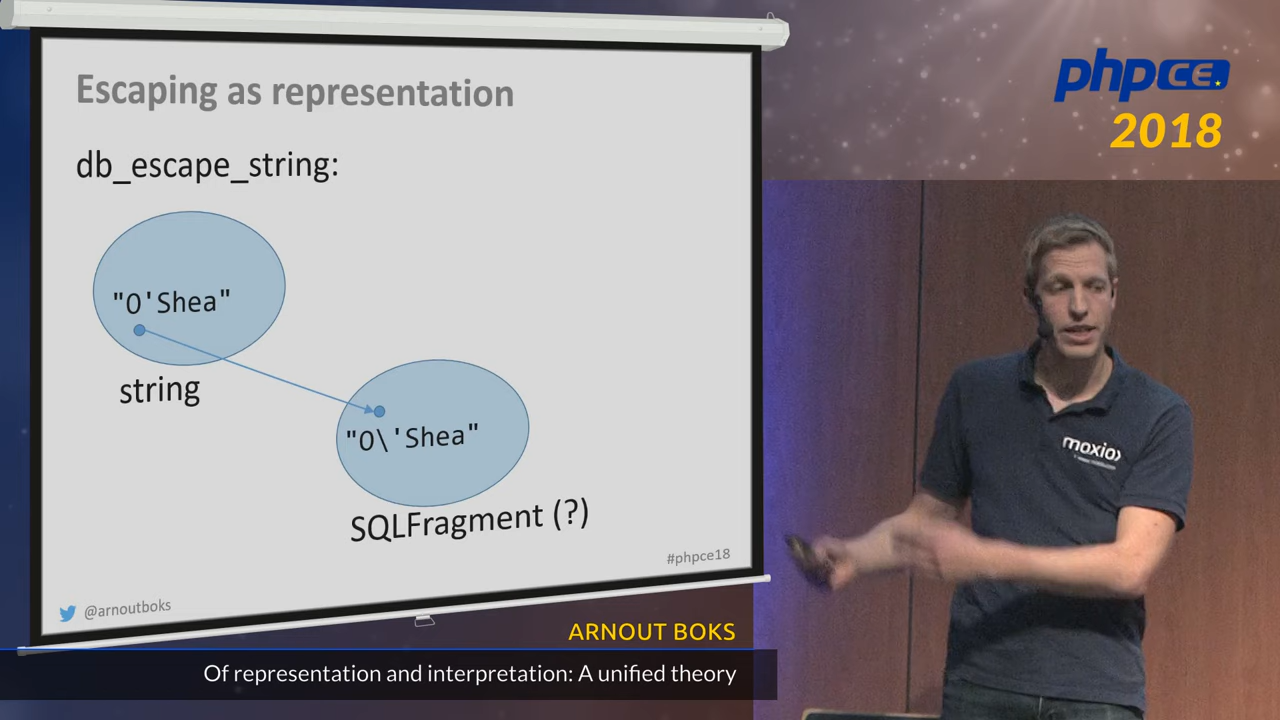 Escaping as representation
db_escape_string:
"O'Shea"
string
"O\'Shea"
SQLFragment (?)
#phpce18
@arnoutboks
phpce.
2018
moxio
ARNOUT BOKS
Of representation and interpretation: A unified theory